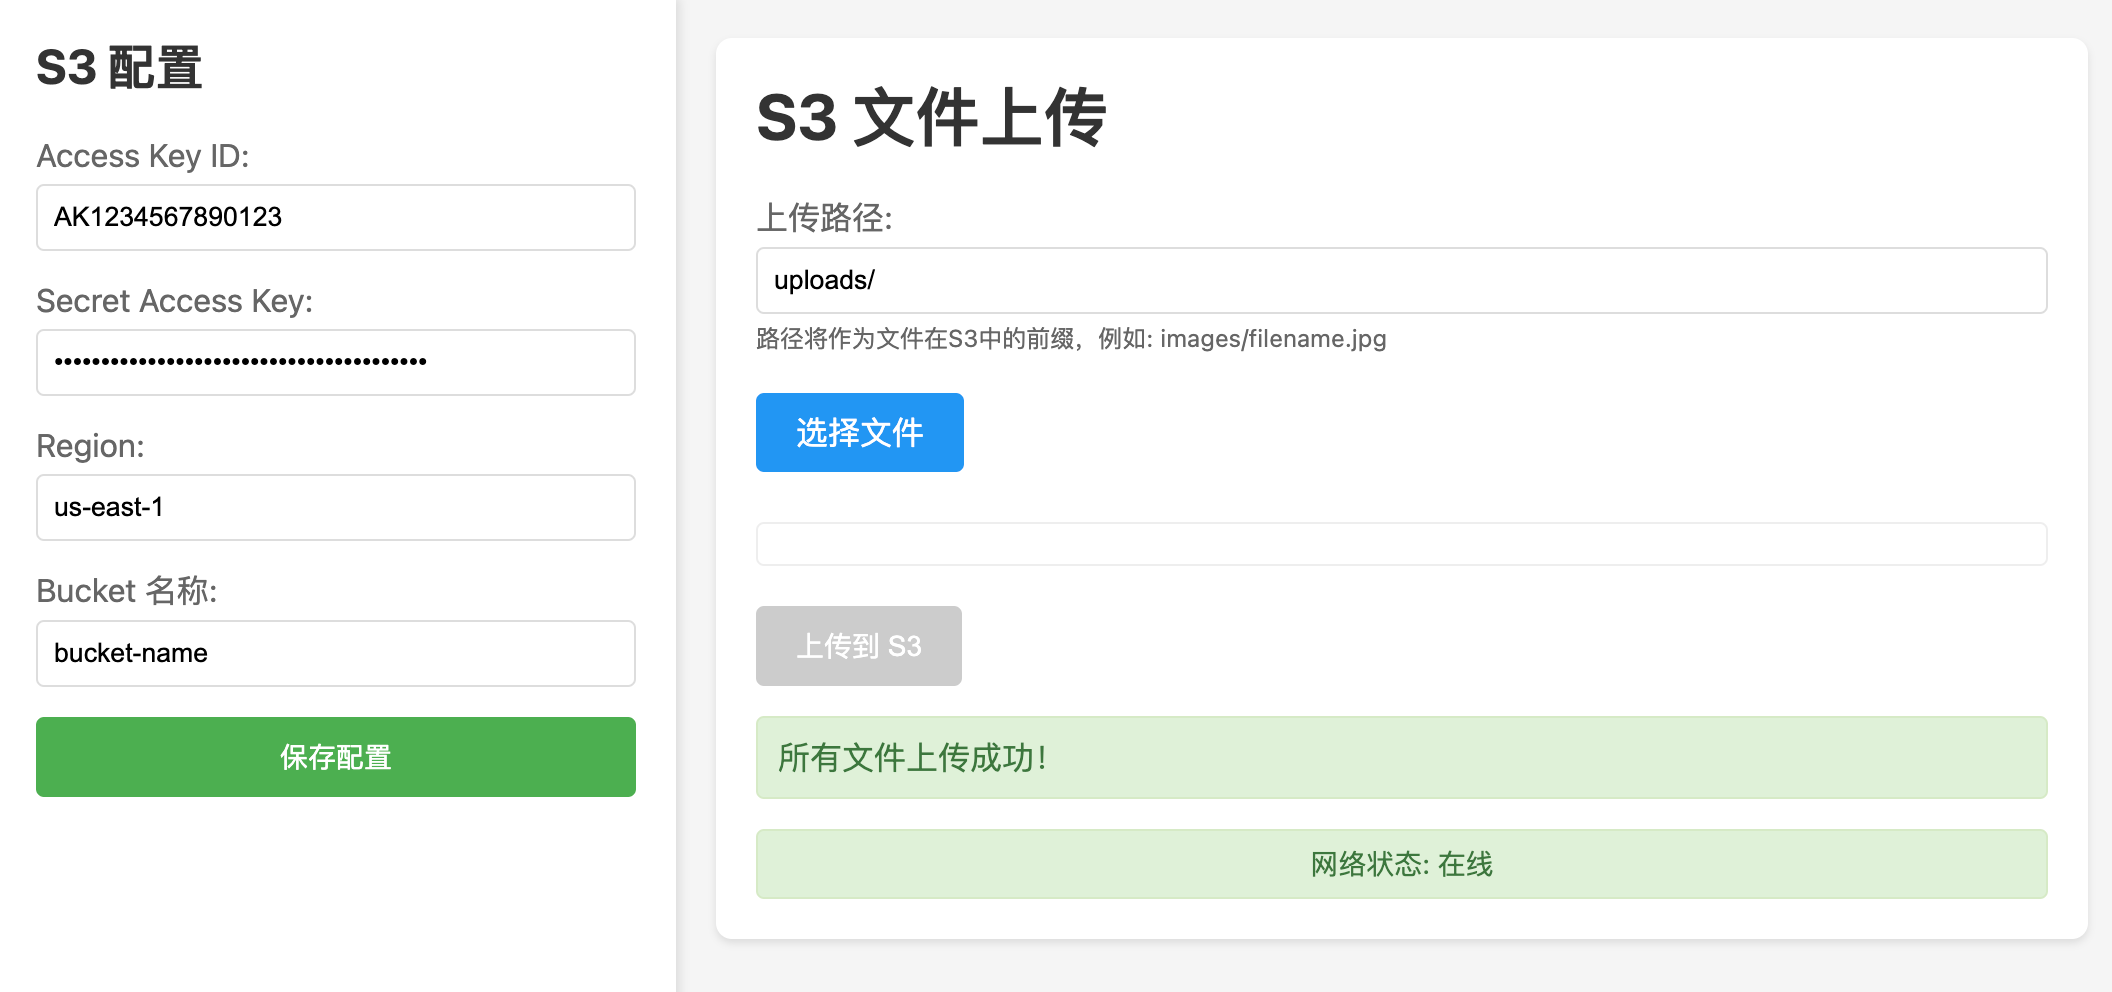 S3 配置
Access Key ID:
AK1234567890123
Secret Access Key:
••••••••••••••••••••••••••••••••••••••••
Region:
us-east-1
Bucket 名称:
bucket-name
保存配置
S3 文件上传
上传路径:
uploads/
路径将作为文件在S3中的前缀，例如: images/filename.jpg
选择文件
上传到 S3
所有文件上传成功！
网络状态: 在线